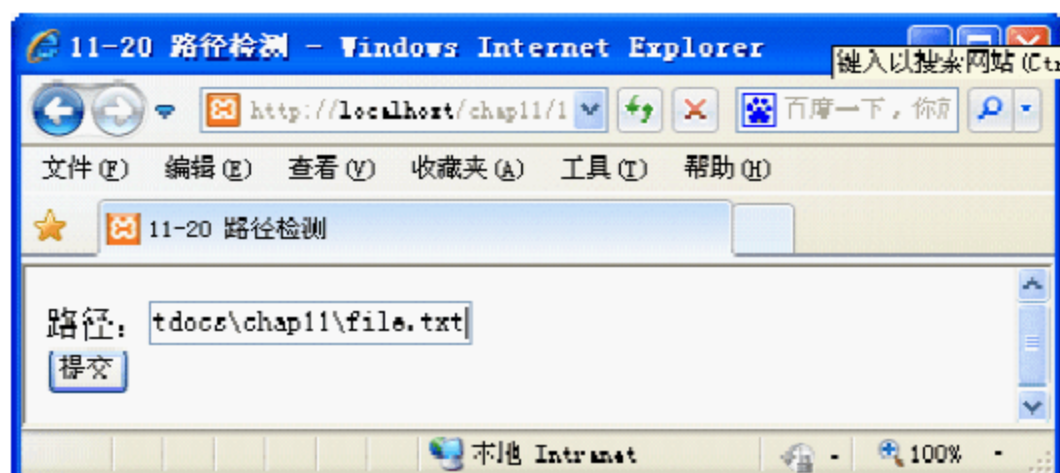 11-20 路径检测 - Windows Internet Explorer
键入以搜索网站(Ct
http://localhost/chap11/1
百度一下，你
文件(F) 编辑(E) 查看(V) 收藏夹(A) 工具(T) 帮助(H)
11-20 路径检测
路径： tdocs\chap11\file.txt
提交
本地 Intranet
100%